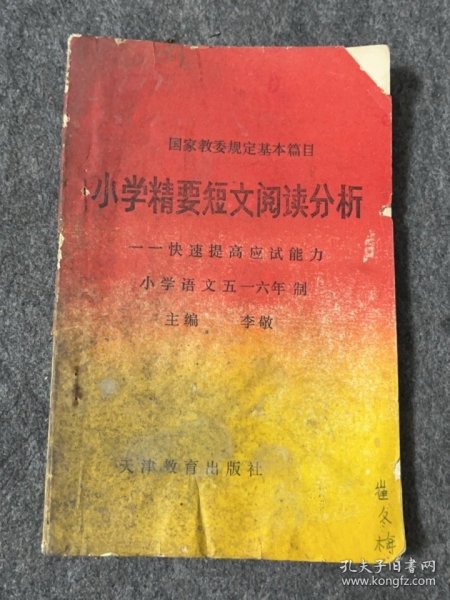 国家教委规定基本篇目
小学精要短文阅读分析
——快速提高应试能力
小学语文五一六年制
主编 李敬
天津教育出版社
崔冬梅
孔夫子旧书网
www.kongfz.com